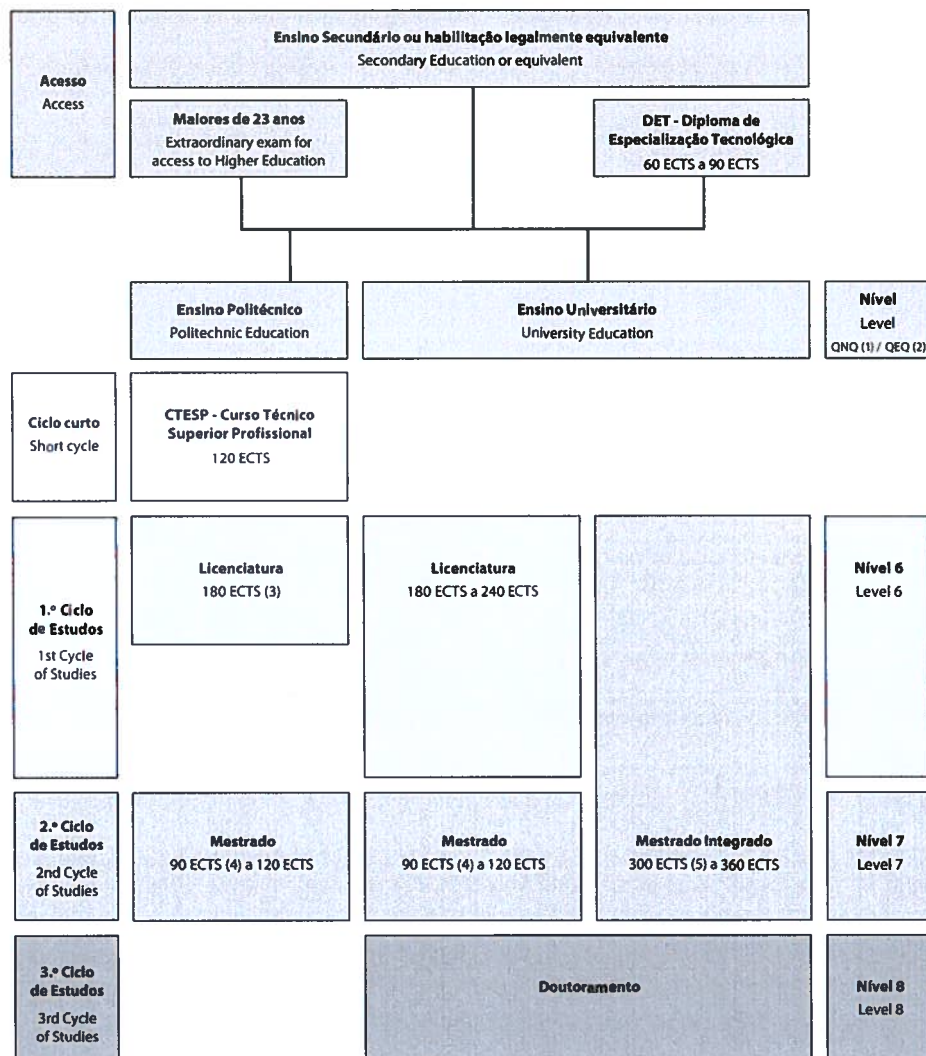 Ensino Secundário ou habilitação legalmente equivalente
Secondary Education or equivalent
Acesso
Access
Maiores de 23 anos
Extraordinary exam for
access to Higher Education
DET - Diploma de
Especialização Tecnológica
60 ECTS a 90 ECTS
Ensino Politécnico
Politechnic Education
Ensino Universitário
University Education
Nível
Level
QNQ (1) / QEQ (2)
Ciclo curto
Short cycle
CTESP - Curso Técnico
Superior Profissional
120 ECTS
1.º Ciclo
de Estudos
1st Cycle
of Studies
Licenciatura
180 ECTS (3)
Licenciatura
180 ECTS a 240 ECTS
Nível 6
Level 6
2.º Ciclo
de Estudos
2nd Cycle
of Studies
Mestrado
90 ECTS (4) a 120 ECTS
Mestrado
90 ECTS (4) a 120 ECTS
Mestrado Integrado
300 ECTS (5) a 360 ECTS
Nível 7
Level 7
3.º Ciclo
de Estudos
3rd Cycle
of Studies
Doutoramento
Nível 8
Level 8